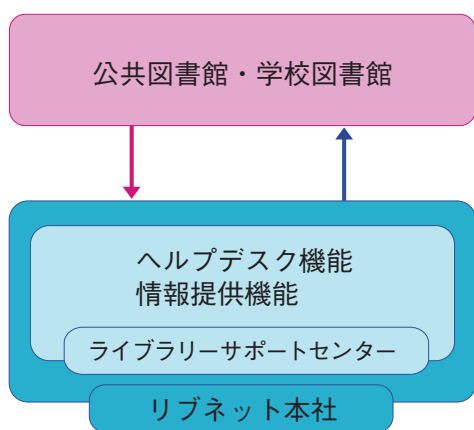 公共図書館・学校図書館
ヘルプデスク機能
情報提供機能
ライブラリーサポートセンター
リブネット本社